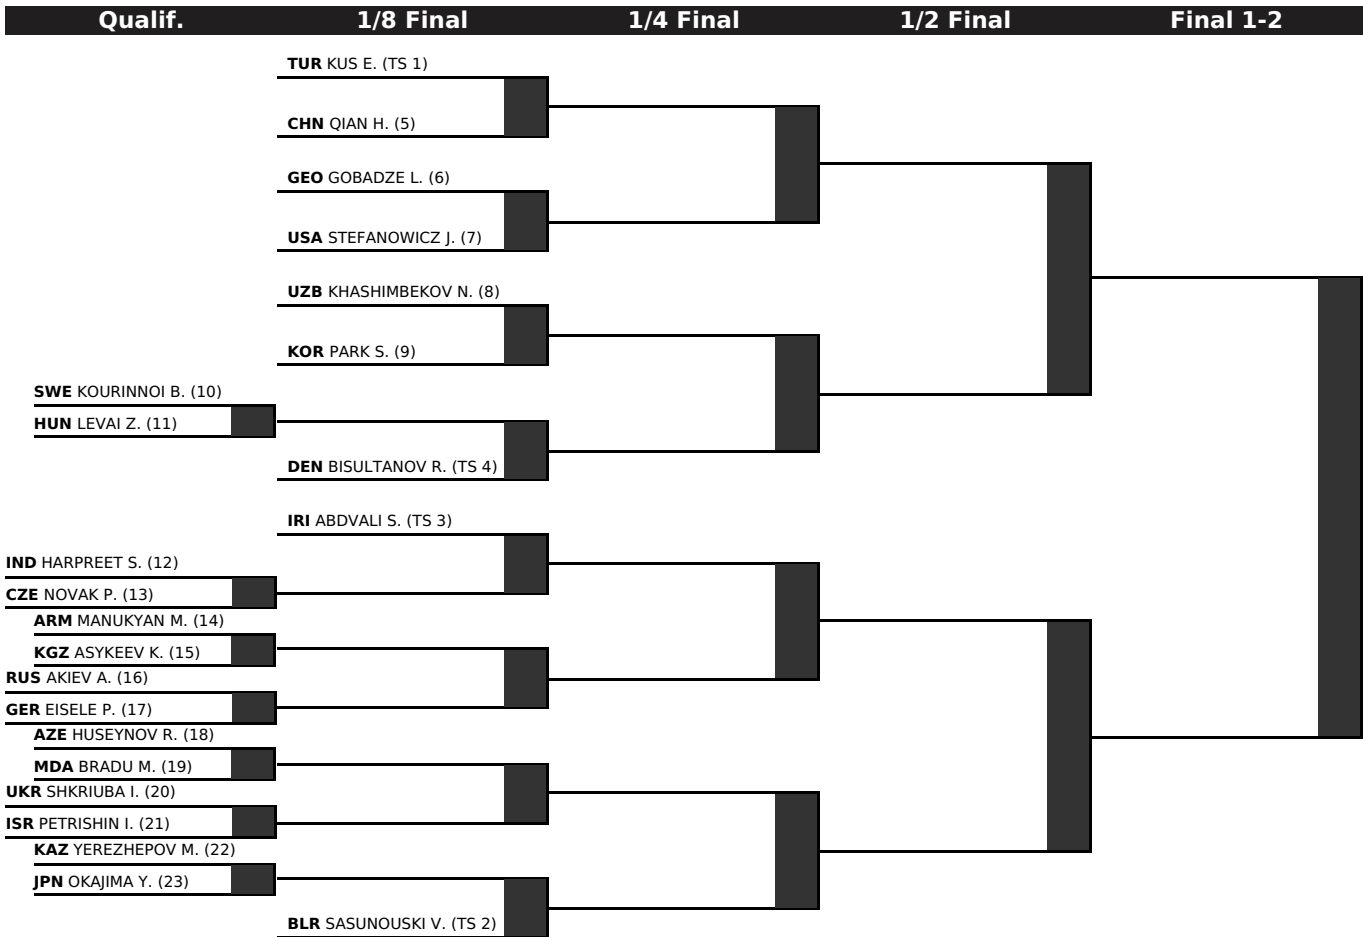 Qualif. 1/8 Final 1/4 Final 1/2 Final Final 1-2
TUR KUS E. (TS 1)
CHN QIAN H. (5)
GEO GOBADZE L. (6)
USA STEFANOWICZ J. (7)
UZB KHASHIMBEKOV N. (8)
KOR PARK S. (9)
SWE KOURINNOI B. (10)
HUN LEVAI Z. (11)
DEN BISULTANOV R. (TS 4)
IRI ABDVALI S. (TS 3)
IND HARPREET S. (12)
CZE NOVAK P. (13)
ARM MANUKYAN M. (14)
KGZ ASYKEEV K. (15)
RUS AKIEV A. (16)
GER EISELE P. (17)
AZE HUSEYNOV R. (18)
MDA BRADU M. (19)
UKR SHKRIUBA I. (20)
ISR PETRISHIN I. (21)
KAZ YEREZHEPOV M. (22)
JPN OKAJIMA Y. (23)
BLR SASUNOUSKI V. (TS 2)